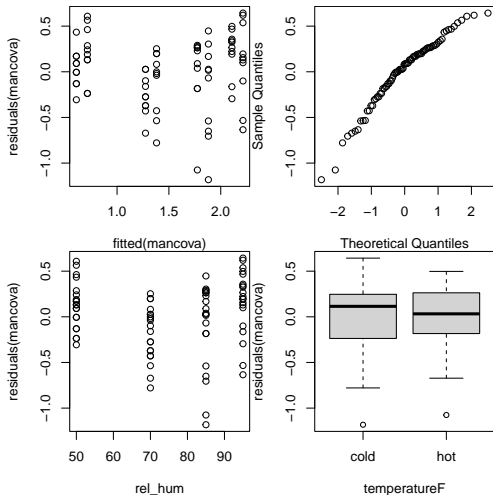 residuals(mancova)
-1.0 -0.5 0.0 0.5
1.0 1.5 2.0
fitted(mancova)
Sample Quantiles
-1.0 -0.5 0.0 0.5
-2 -1 0 1 2
Theoretical Quantiles
residuals(mancova)
-1.0 -0.5 0.0 0.5
50 60 70 80 90
rel_hum
residuals(mancova)
-1.0 -0.5 0.0 0.5
cold hot
temperatureF